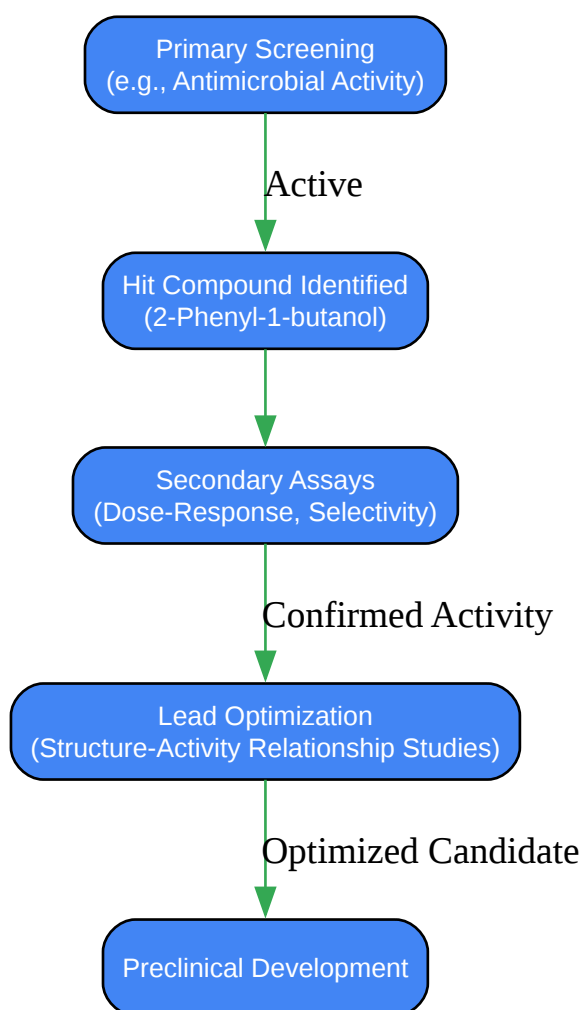 Primary Screening
(e.g., Antimicrobial Activity)
Active
Hit Compound Identified
(2-Phenyl-1-butanol)
Secondary Assays
(Dose-Response, Selectivity)
Confirmed Activity
Lead Optimization
(Structure-Activity Relationship Studies)
Optimized Candidate
Preclinical Development